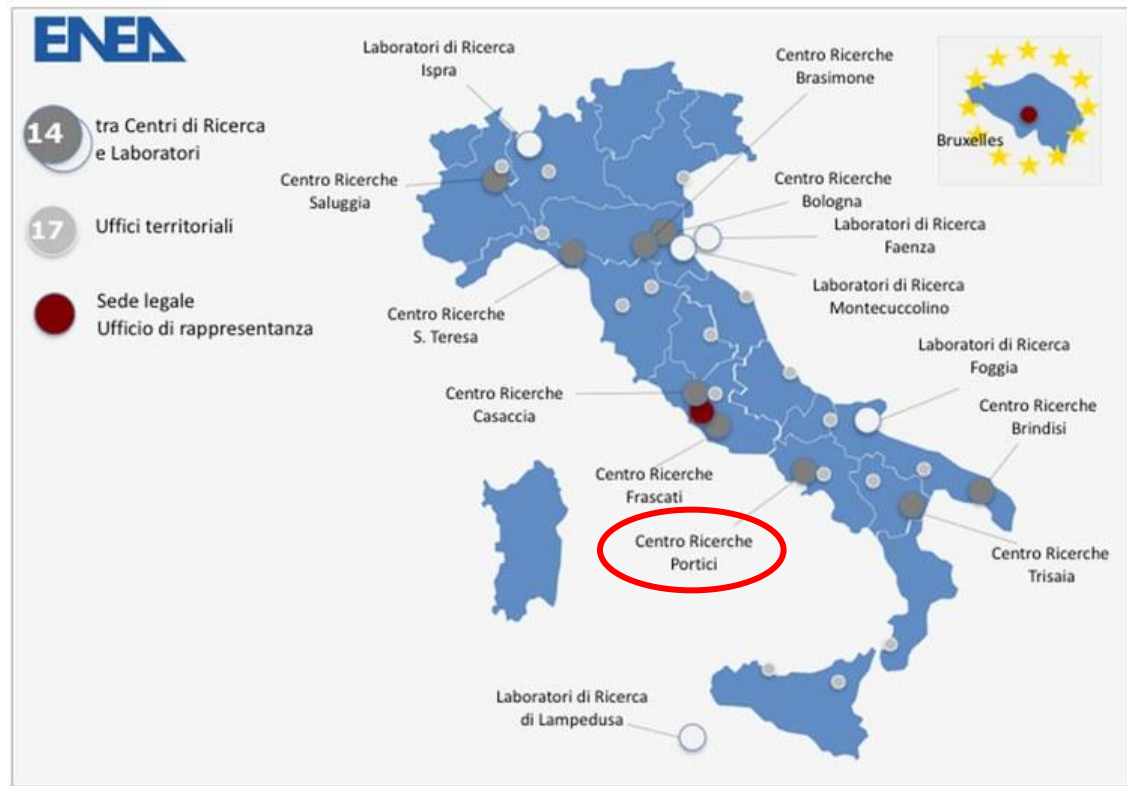 ENEA
14
tra Centri di Ricerca
e Laboratori
17
Uffici territoriali
Sede legale
Ufficio di rappresentanza
Laboratori di Ricerca
Ispra
Centro Ricerche
Brasimone
Bruxelles
Centro Ricerche
Saluggia
Centro Ricerche
Bologna
Laboratori di Ricerca
Faenza
Laboratori di Ricerca
Montecuccolino
Centro Ricerche
S. Teresa
Laboratori di Ricerca
Foggia
Centro Ricerche
Casaccia
Centro Ricerche
Brindisi
Centro Ricerche
Frascati
Centro Ricerche
Portici
Centro Ricerche
Trisaia
Laboratori di Ricerca
di Lampedusa